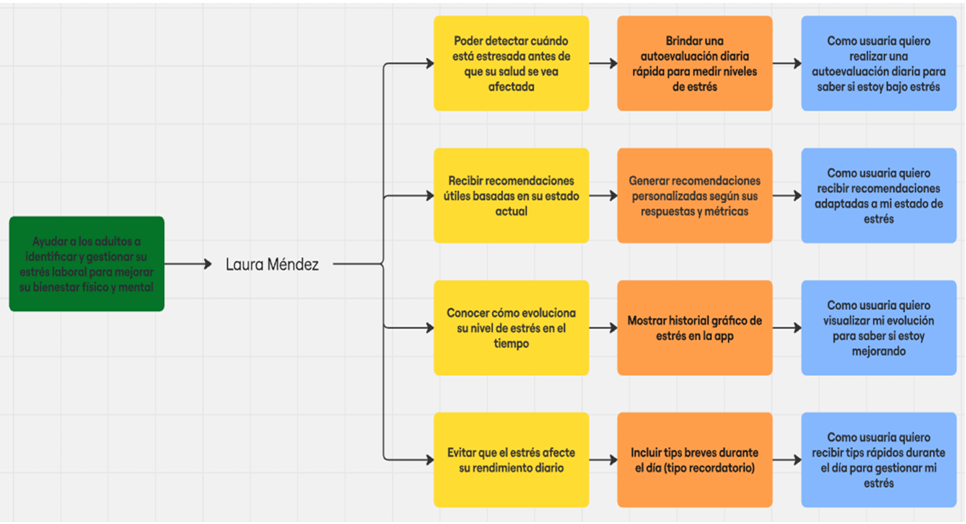 Poder detectar cuándo
está estresada antes de
que su salud se vea
afectada
Brindar una
autoevaluación diaria
rápida para medir niveles
de estrés
Como usuaria quiero
realizar una
autoevaluación diaria para
saber si estoy bajo estrés
Recibir recomendaciones
útiles basadas en su estado
actual
Generar recomendaciones
personalizadas según sus
respuestas y métricas
Como usuaria quiero
recibir recomendaciones
adaptadas a mi estado de
estrés
Ayudar a los adultos a
identificar y gestionar su
estrés laboral para mejorar
su bienestar físico y mental
Laura Méndez
Conocer cómo evoluciona
su nivel de estrés en el
tiempo
Mostrar historial gráfico de
estrés en la app
Como usuaria quiero
visualizar mi evolución
para saber si estoy
mejorando
Evitar que el estrés afecte
su rendimiento diario
Incluir tips breves durante
el día (tipo recordatorio)
Como usuaria quiero
recibir tips rápidos durante
el día para gestionar mi
estrés